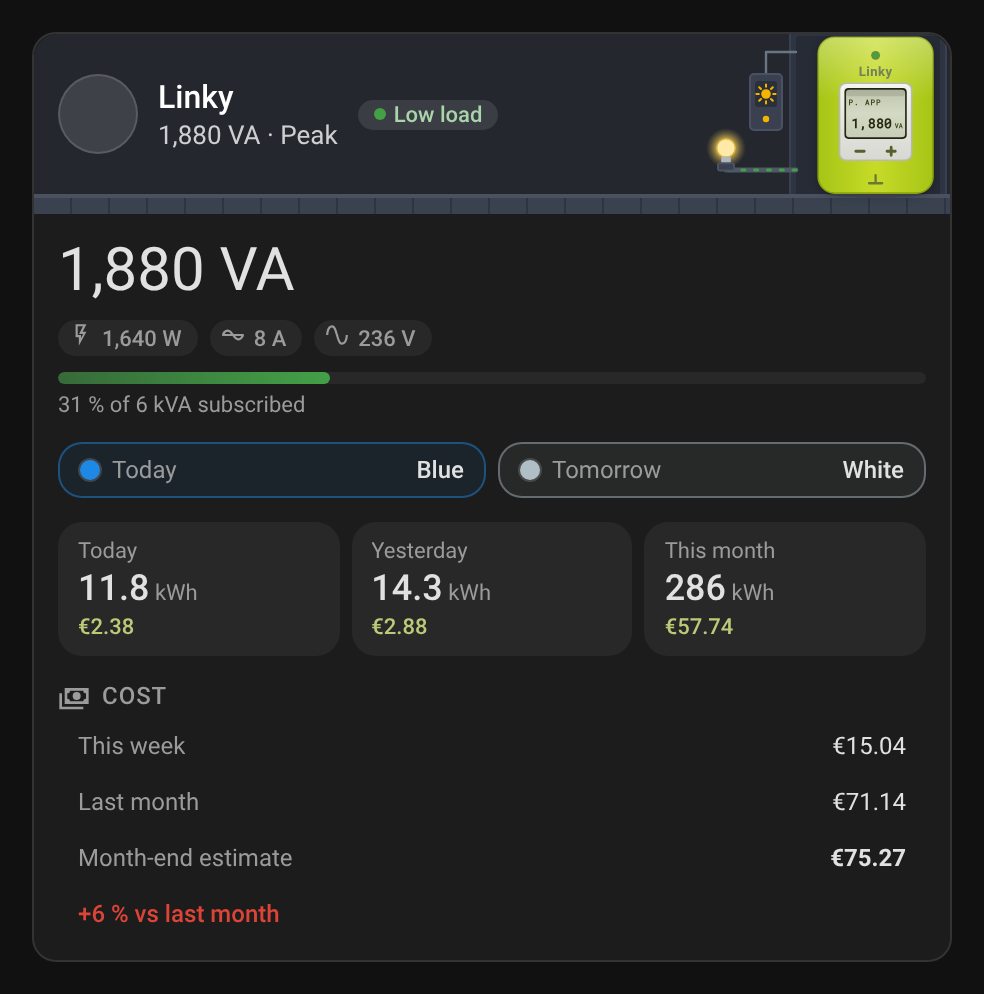 Linky
1,880 VA · Peak
Low load
Linky
P. APP
1,880 VA
1,880 VA
1,640 W
8 A
236 V
31 % of 6 kVA subscribed
Today Blue
Tomorrow White
Today
11.8 kWh
€2.38
Yesterday
14.3 kWh
€2.88
This month
286 kWh
€57.74
COST
This week €15.04
Last month €71.14
Month-end estimate €75.27
+6 % vs last month